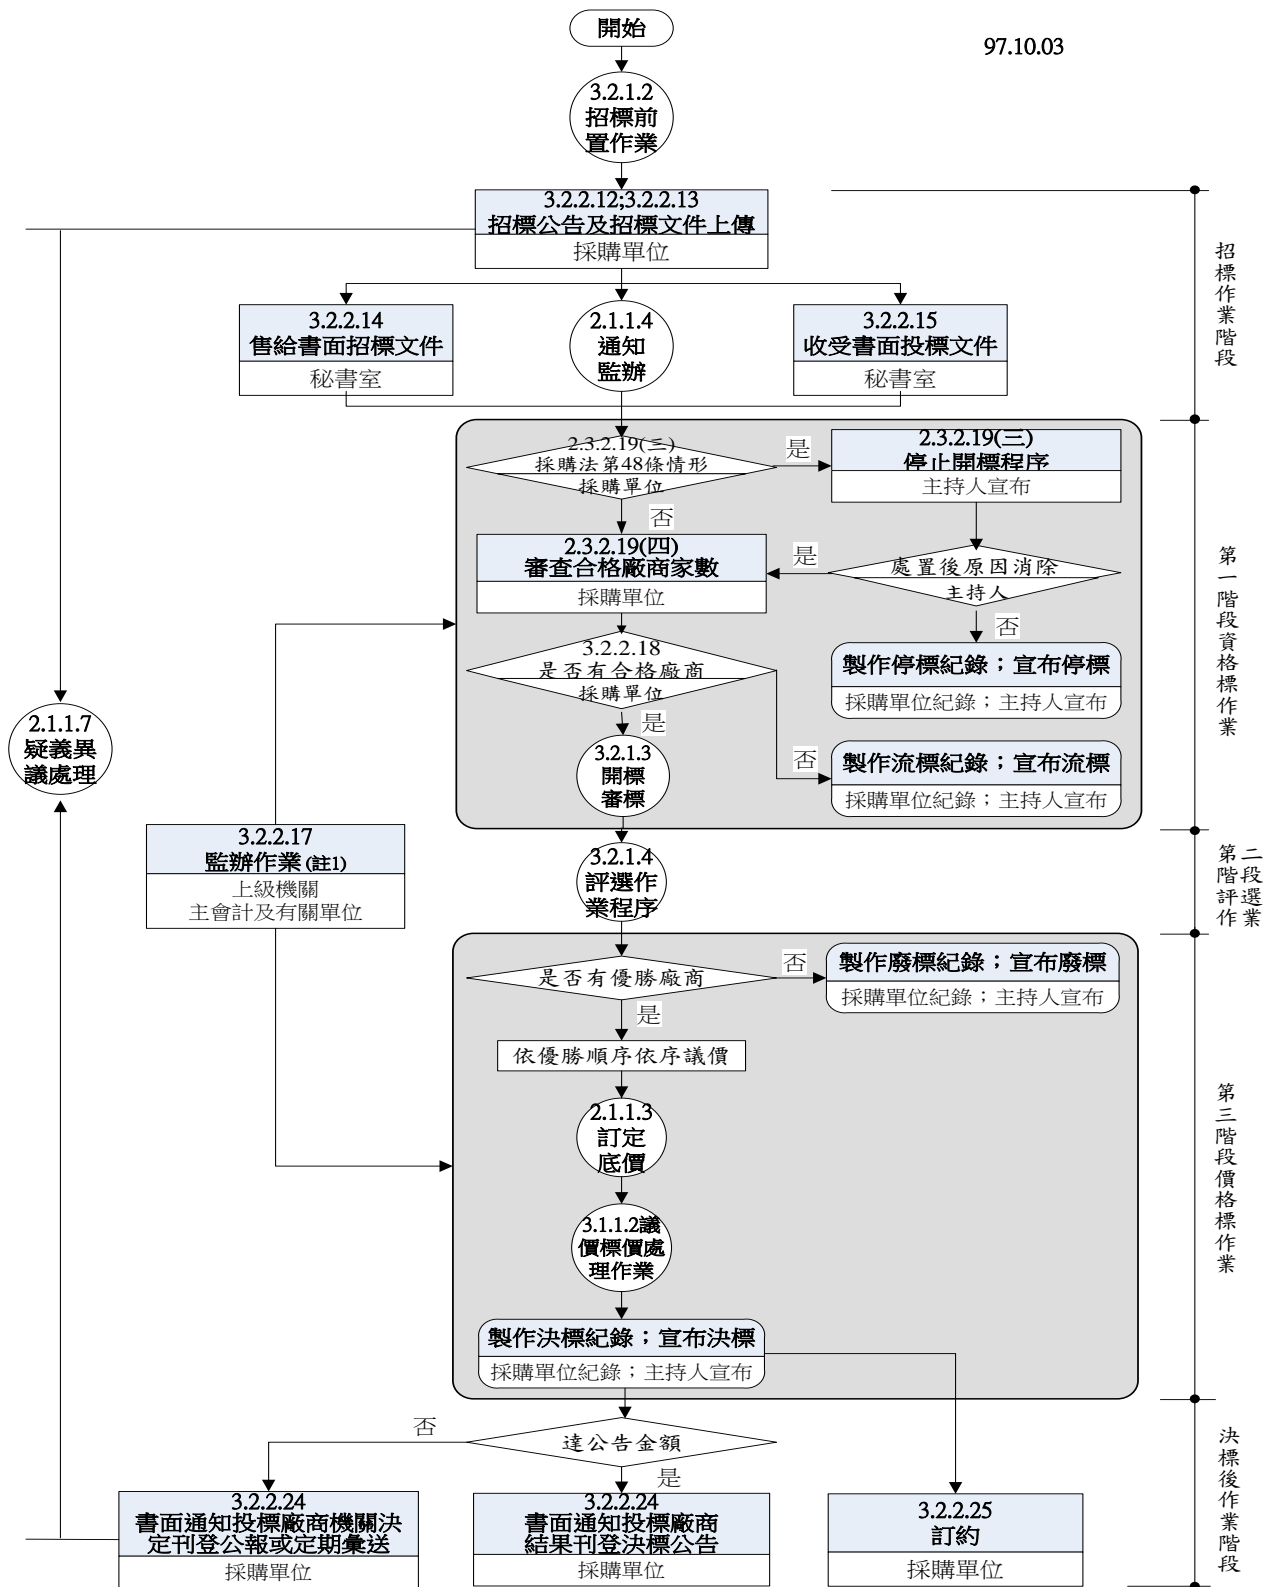 開始
97.10.03
3.2.1.2
招標前
置作業
3.2.2.12;3.2.2.13
招標公告及招標文件上傳
採購單位
招標作業階段
3.2.2.14
售給書面招標文件
秘書室
2.1.1.4
通知
監辦
3.2.2.15
收受書面投標文件
秘書室
2.3.2.19(三)
採購法第48條情形
採購單位
是
2.3.2.19(三)
停止開標程序
主持人宣布
否
2.3.2.19(四)
審查合格廠商家數
採購單位
是
處置後原因消除
主持人
否
第一階段資格標作業
3.2.2.18
是否有合格廠商
採購單位
製作停標紀錄；宣布停標
採購單位紀錄；主持人宣布
是
2.1.1.7
疑義異
議處理
3.2.1.3
開標
審標
否
製作流標紀錄；宣布流標
採購單位紀錄；主持人宣布
3.2.2.17
監辦作業(註1)
上級機關
主會計及有關單位
3.2.1.4
評選作
業程序
第二
階段
評選
作業
是否有優勝廠商
否
製作廢標紀錄；宣布廢標
採購單位紀錄；主持人宣布
是
依優勝順序依序議價
2.1.1.3
訂定
底價
第三階段價格標作業
3.1.1.2議
價標價處
理作業
製作決標紀錄；宣布決標
採購單位紀錄；主持人宣布
達公告金額
否
是
決標後作業階段
3.2.2.24
書面通知投標廠商機關決
定刊登公報或定期彙送
採購單位
3.2.2.24
書面通知投標廠商
結果刊登決標公告
採購單位
3.2.2.25
訂約
採購單位